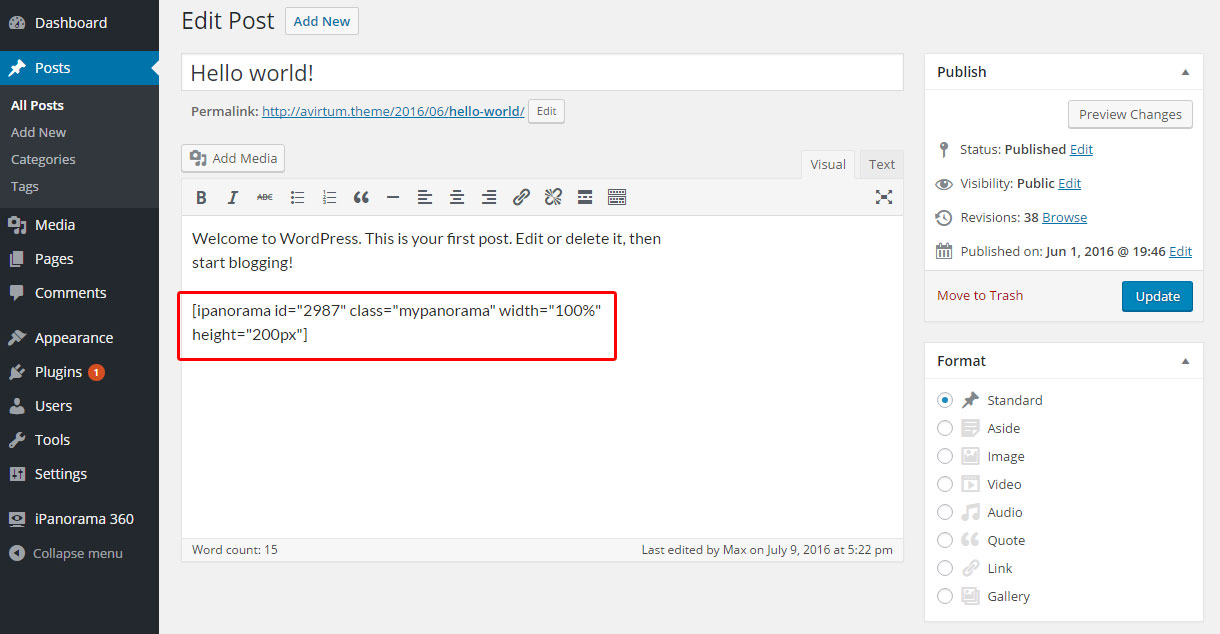 Dashboard
Posts
All Posts
Add New
Categories
Tags
Media
Pages
Comments
Appearance
Plugins 1
Users
Tools
Settings
iPanorama 360
Collapse menu
Edit Post Add New
Hello world!
Permalink: http://avirtum.theme/2016/06/hello-world/ Edit
Add Media
Visual Text
B I ABC
Welcome to WordPress. This is your first post. Edit or delete it, then
start blogging!
[ipanorama id="2987" class="mypanorama" width="100%"
height="200px"]
Word count: 15 Last edited by Max on July 9, 2016 at 5:22 pm
Publish
Preview Changes
Status: Published Edit
Visibility: Public Edit
Revisions: 38 Browse
Published on: Jun 1, 2016 @ 19:46 Edit
Move to Trash Update
Format
Standard
Aside
Image
Video
Audio
Quote
Link
Gallery